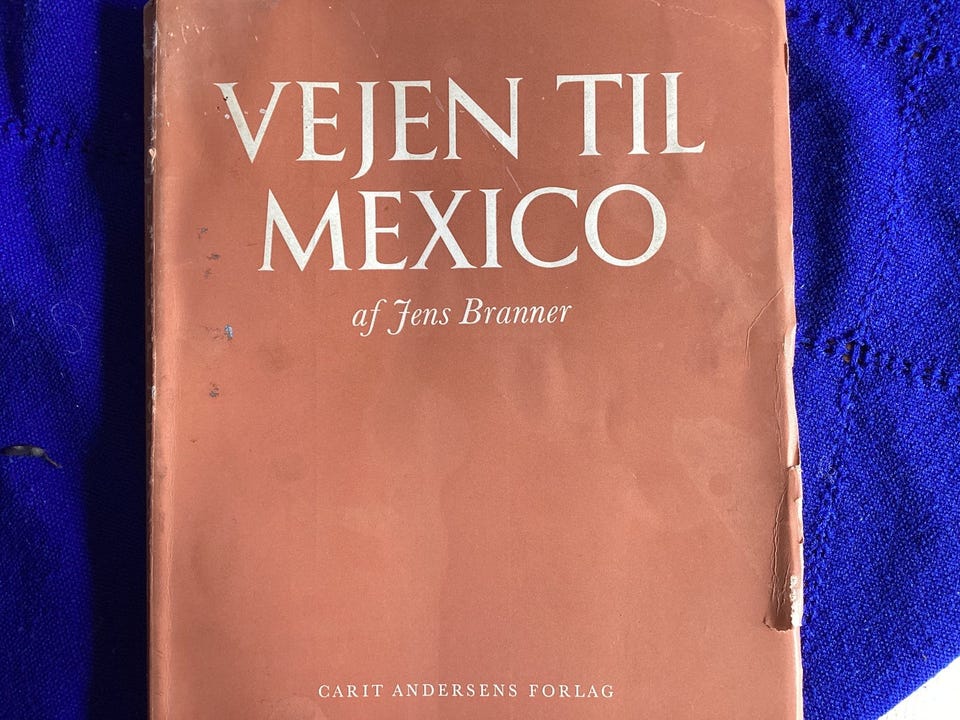 VEJEN TIL
MEXICO
af Jens Branner
CARIT ANDERSENS FORLAG